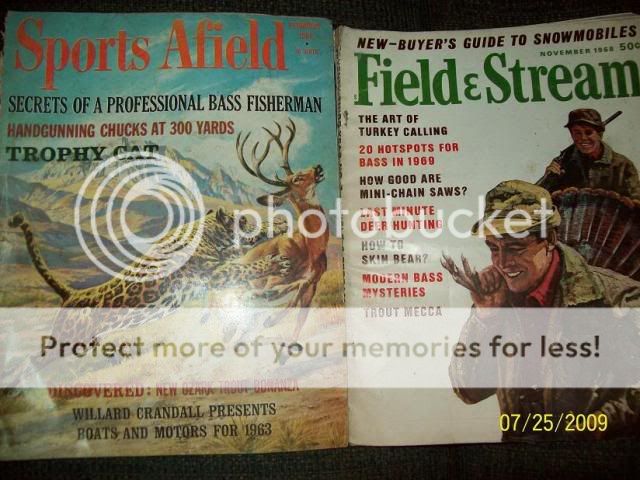 Sports Afield
FEBRUARY
SECRETS OF A PROFESSIONAL BASS FISHERMAN
HANDGUNNING CHUCKS AT 300 YARDS
TROPHY CAT
DISCOVERED: NEW OZARK TROUT BONANZA
WILLARD CRANDALL PRESENTS
BOATS AND MOTORS FOR 1963
NEW-BUYER'S GUIDE TO SNOWMOBILES
NOVEMBER 1968 50¢
Field & Stream
THE ART OF
TURKEY CALLING
20 HOTSPOTS FOR
BASS IN 1969
HOW GOOD ARE
MINI-CHAIN SAWS?
LAST MINUTE
DEER HUNTING
HOW TO
SKIN BEAR?
MODERN BASS
MYSTERIES
TROUT MECCA
photobucket
Protect more of your memories for less!
07/25/2009